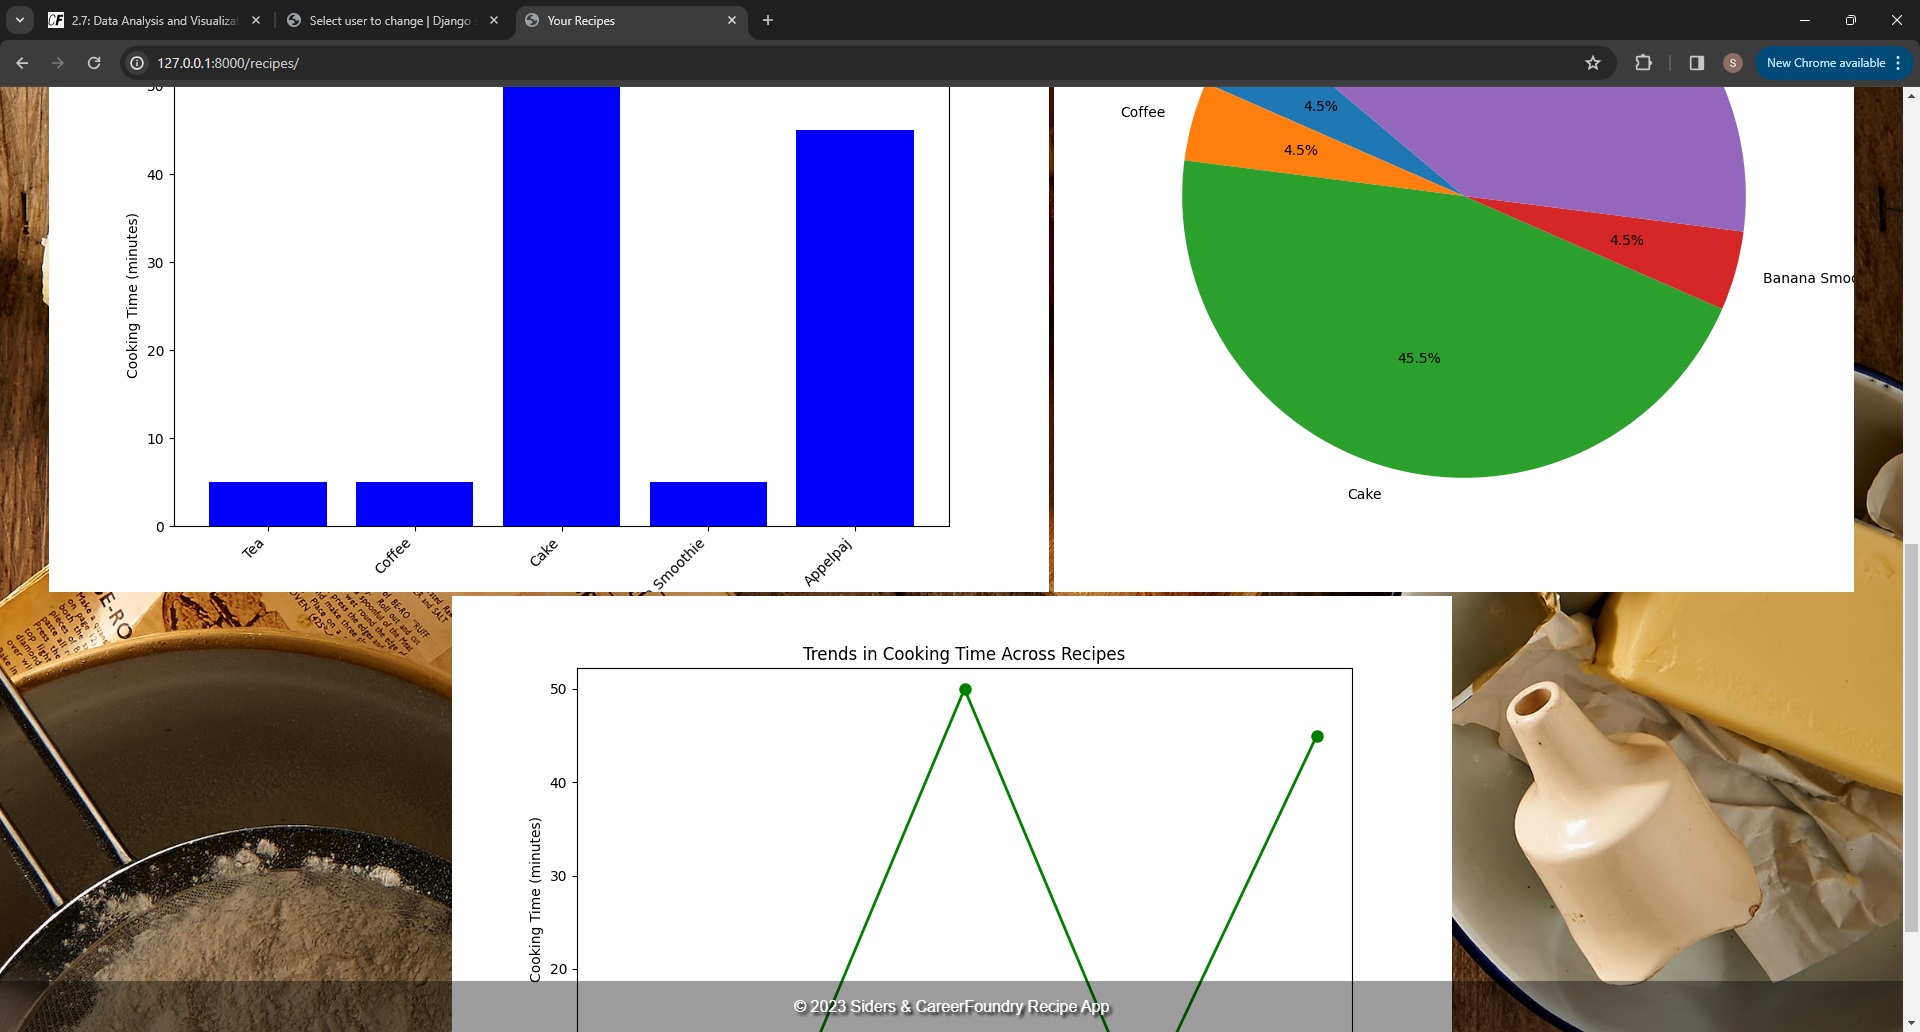 2.7: Data Analysis and Visualiza
Select user to change | Django
Your Recipes
127.0.0.1:8000/recipes/
S
New Chrome available
40
30
20
10
0
Cooking Time (minutes)
Tea
Coffee
Cake
Smoothie
Appelpaj
Coffee
4.5%
4.5%
4.5%
Banana Smoo
45.5%
Cake
Trends in Cooking Time Across Recipes
50
40
30
20
Cooking Time (minutes)
© 2023 Siders & CareerFoundry Recipe App